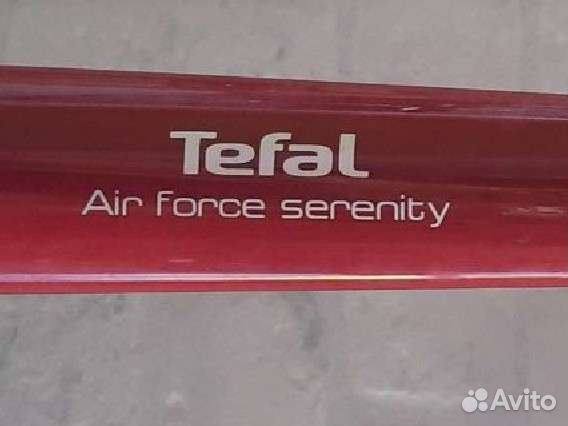 Tefal
Air force serenity
Avito